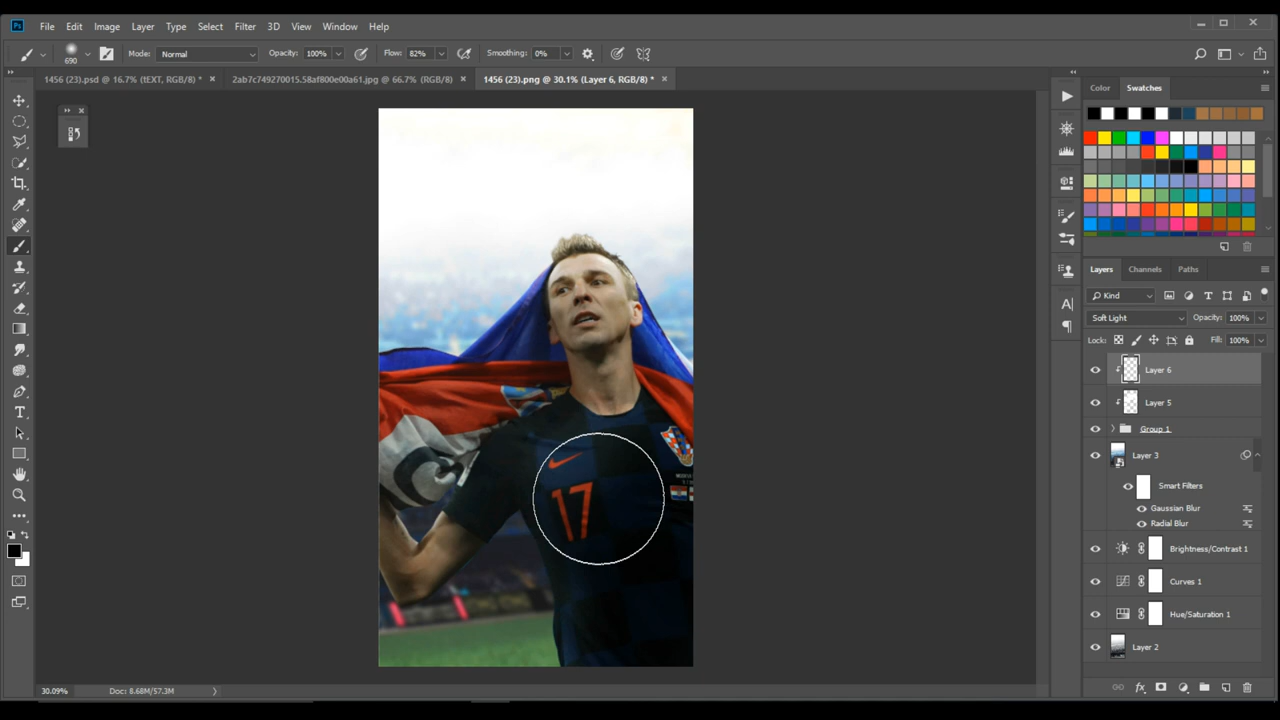 Ps File Edit Image Layer Type Select Filter 3D View Window Help
690 Mode: Normal Opacity: 100% Flow: 82% Smoothing: 0%
1456 (23).psd @ 16.7% (tEXT, RGB/8) * × 2ab7c749270015.58af800e00a61.jpg @ 66.7% (RGB/8) × 1456 (23).png @ 30.1% (Layer 6, RGB/8) * ×
Color Swatches
Layers Channels Paths
Kind
Soft Light Opacity: 100%
Lock: Fill: 100%
Layer 6
Layer 5
Group 1
Layer 3
Smart Filters
Gaussian Blur
Radial Blur
Brightness/Contrast 1
Curves 1
Hue/Saturation 1
Layer 2
17
30.09% Doc: 8.68M/57.3M
fx